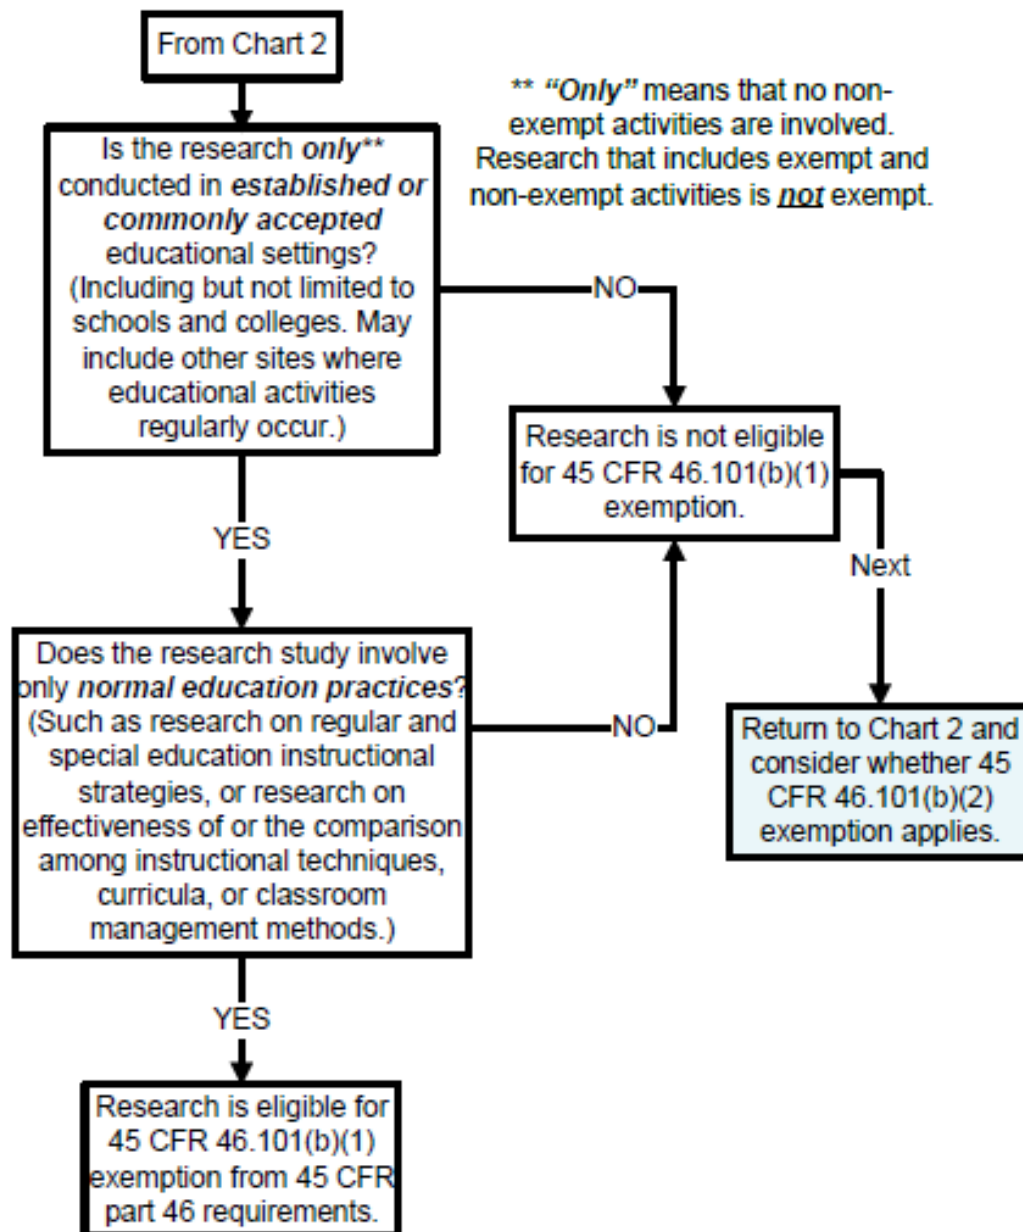 From Chart 2
** "Only" means that no non-
exempt activities are involved.
Research that includes exempt and
non-exempt activities is not exempt.
Is the research only**
conducted in established or
commonly accepted
educational settings?
(Including but not limited to
schools and colleges. May
include other sites where
educational activities
regularly occur.)
NO
Research is not eligible
for 45 CFR 46.101(b)(1)
exemption.
YES
Next
Does the research study involve
only normal education practices?
(Such as research on regular and
special education instructional
strategies, or research on
effectiveness of or the comparison
among instructional techniques,
curricula, or classroom
management methods.)
NO
Return to Chart 2 and
consider whether 45
CFR 46.101(b)(2)
exemption applies.
YES
Research is eligible for
45 CFR 46.101(b)(1)
exemption from 45 CFR
part 46 requirements.